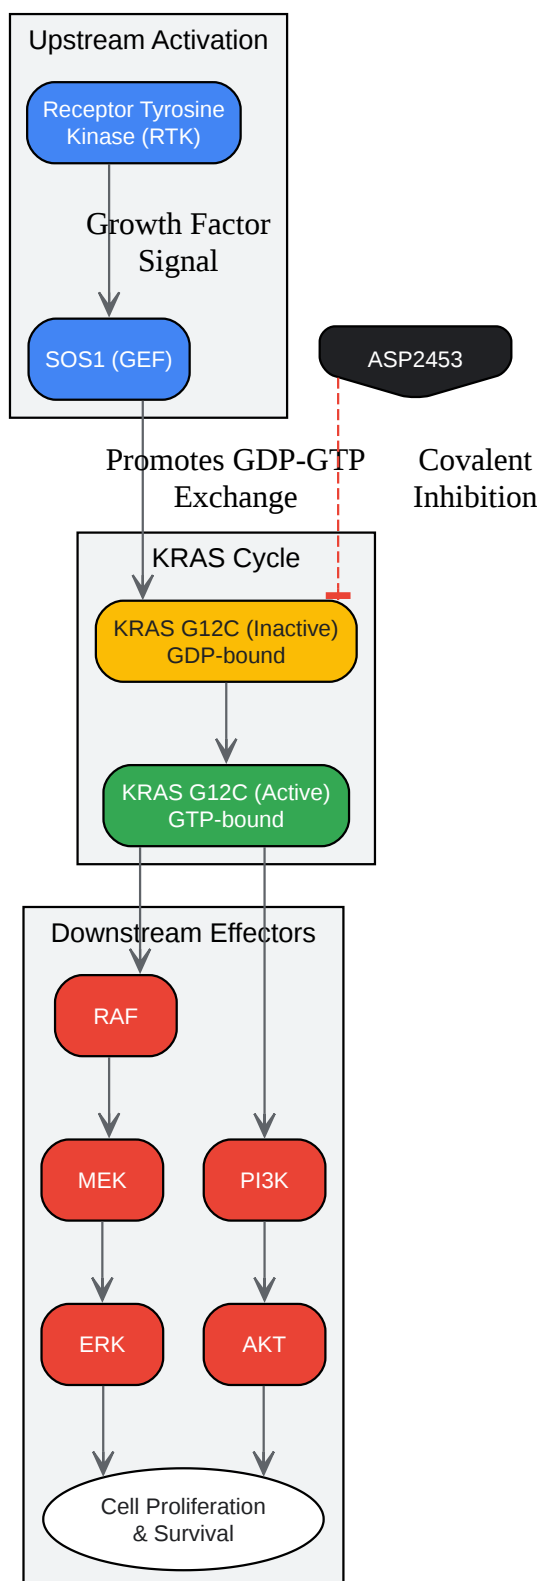 Upstream Activation
Receptor Tyrosine
Kinase (RTK)
Growth Factor
Signal
SOS1 (GEF)
ASP2453
Promotes GDP-GTP
Exchange
Covalent
Inhibition
KRAS Cycle
KRAS G12C (Inactive)
GDP-bound
KRAS G12C (Active)
GTP-bound
Downstream Effectors
RAF
MEK
PI3K
ERK
AKT
Cell Proliferation
& Survival